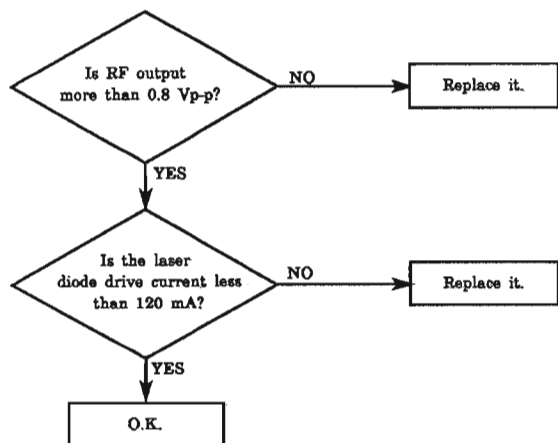 Is RF output
more than 0.8 Vp-p?
NO
Replace it.
YES
Is the laser
diode drive current less
than 120 mA?
NO
Replace it.
YES
O.K.